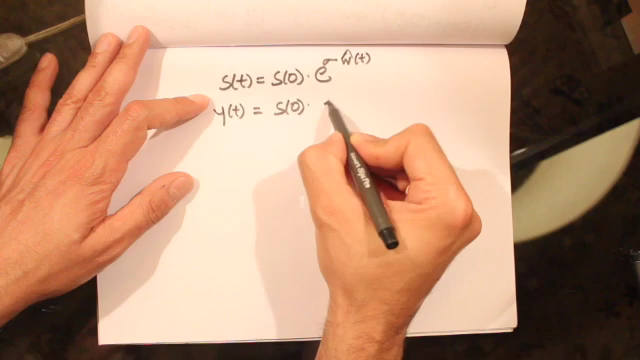 S(t) = S(0) · e^σ Ŵ(t)
y(t) = S(0) ·